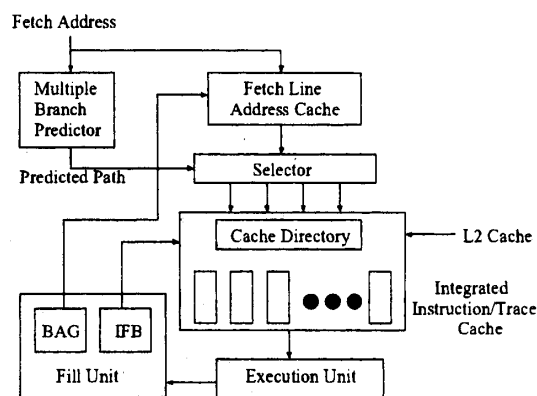 Fetch Address
Multiple
Branch
Predictor
Fetch Line
Address Cache
Predicted Path
Selector
Cache Directory
L2 Cache
Integrated
Instruction/Trace
Cache
BAG
IFB
Fill Unit
Execution Unit